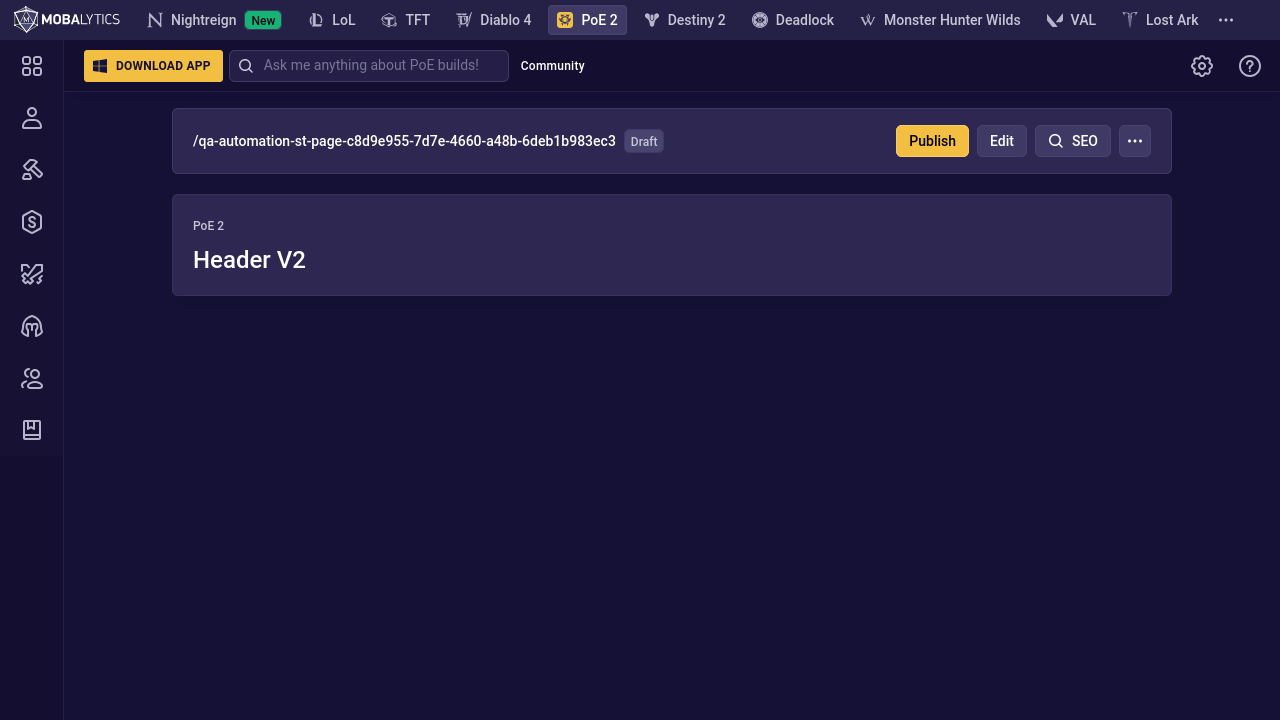 MOBALYTICS Nightreign New LoL TFT Diablo 4 PoE 2 Destiny 2 Deadlock Monster Hunter Wilds VAL Lost Ark
DOWNLOAD APP Ask me anything about PoE builds! Community
/qa-automation-st-page-c8d9e955-7d7e-4660-a48b-6deb1b983ec3 Draft Publish Edit SEO
PoE 2
Header V2